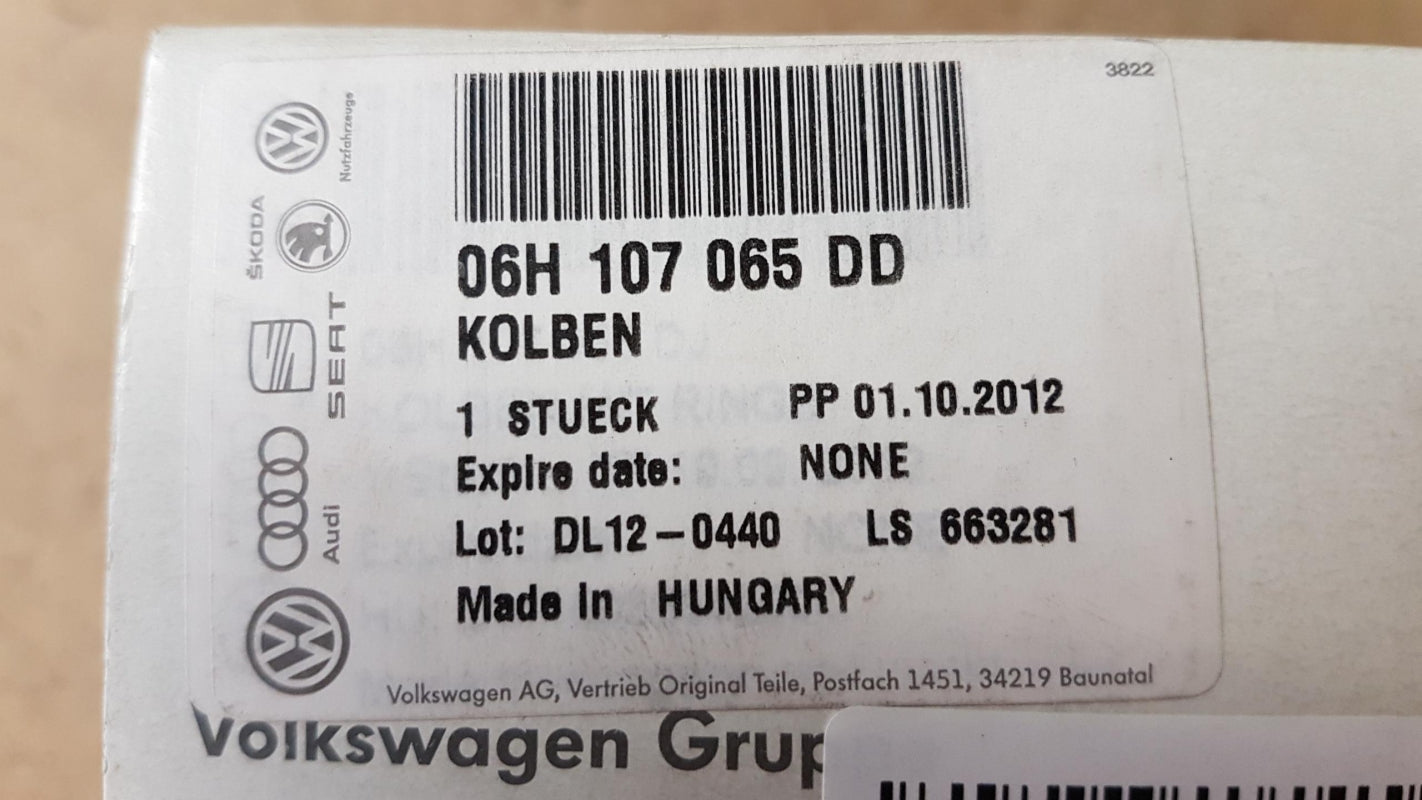 3822
Nutzfahrzeuge
ŠKODA
SEAT
Audi
06H 107 065 DD
KOLBEN
1 STUECK PP 01.10.2012
Expire date: NONE
Lot: DL12-0440 LS 663281
Made in HUNGARY
Volkswagen AG, Vertrieb Original Teile, Postfach 1451, 34219 Baunatal
Volkswagen Grup